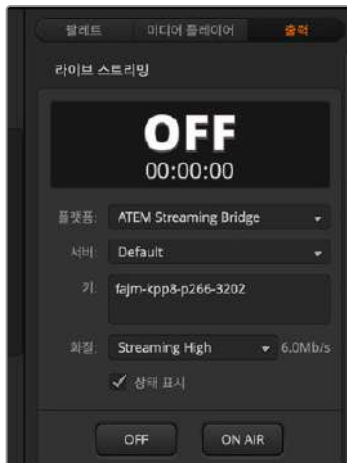 팔레트 미디어 플레이어 출력
라이브 스트리밍
OFF
00:00:00
플랫폼: ATEM Streaming Bridge
서버: Default
키: fajm-kpp8-p266-3202
화질: Streaming High 6.0Mb/s
상태 표시
OFF ON AIR